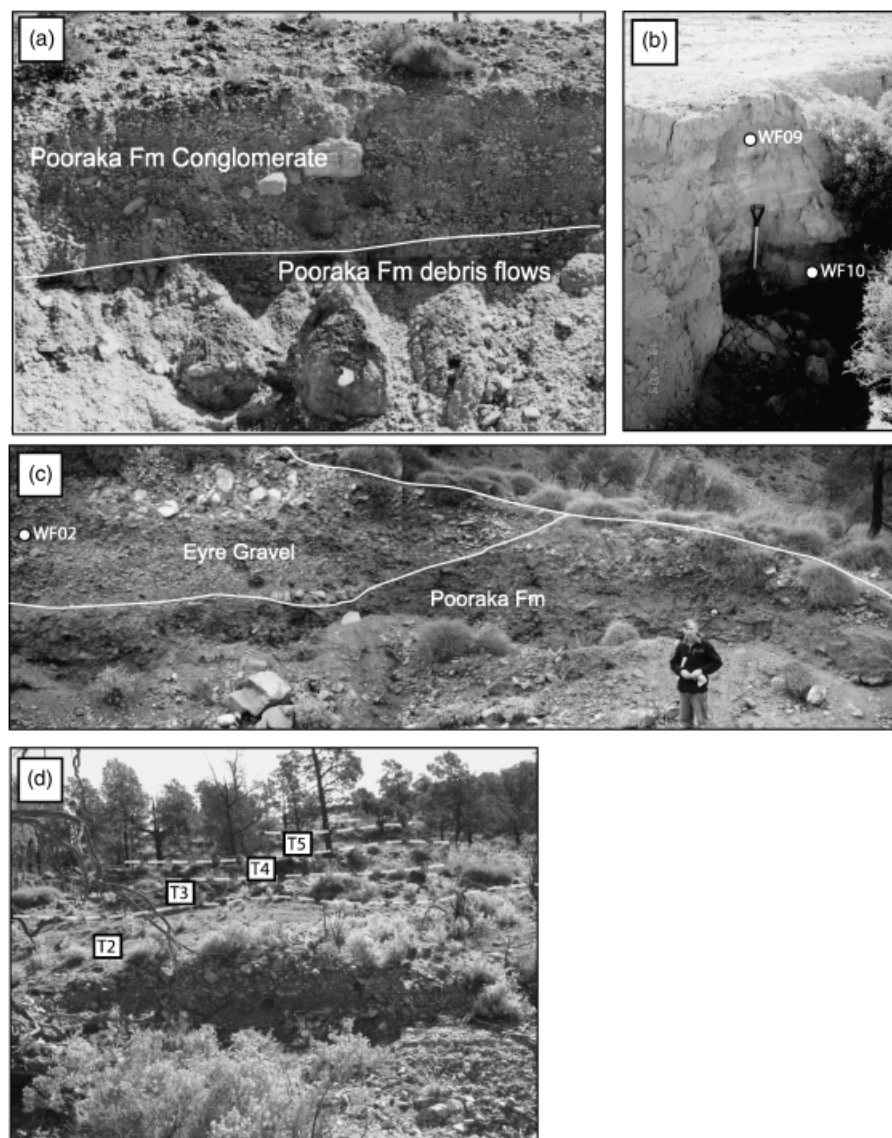 (a)
Pooraka Fm Conglomerate
Pooraka Fm debris flows
(b)
WF09
WF10
(c)
WF02
Eyre Gravel
Pooraka Fm
(d)
T5
T4
T3
T2